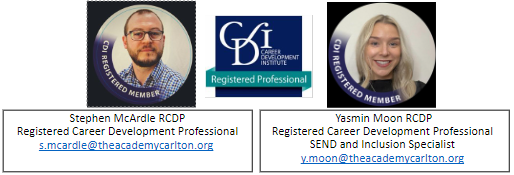 CDI REGISTERED MEMBER
CDI
CAREER
DEVELOPMENT
INSTITUTE
Registered Professional
CDI REGISTERED MEMBER
Stephen McArdle RCDP
Registered Career Development Professional
s.mcardle@theacademycarlton.org
Yasmin Moon RCDP
Registered Career Development Professional
SEND and Inclusion Specialist
y.moon@theacademycarlton.org